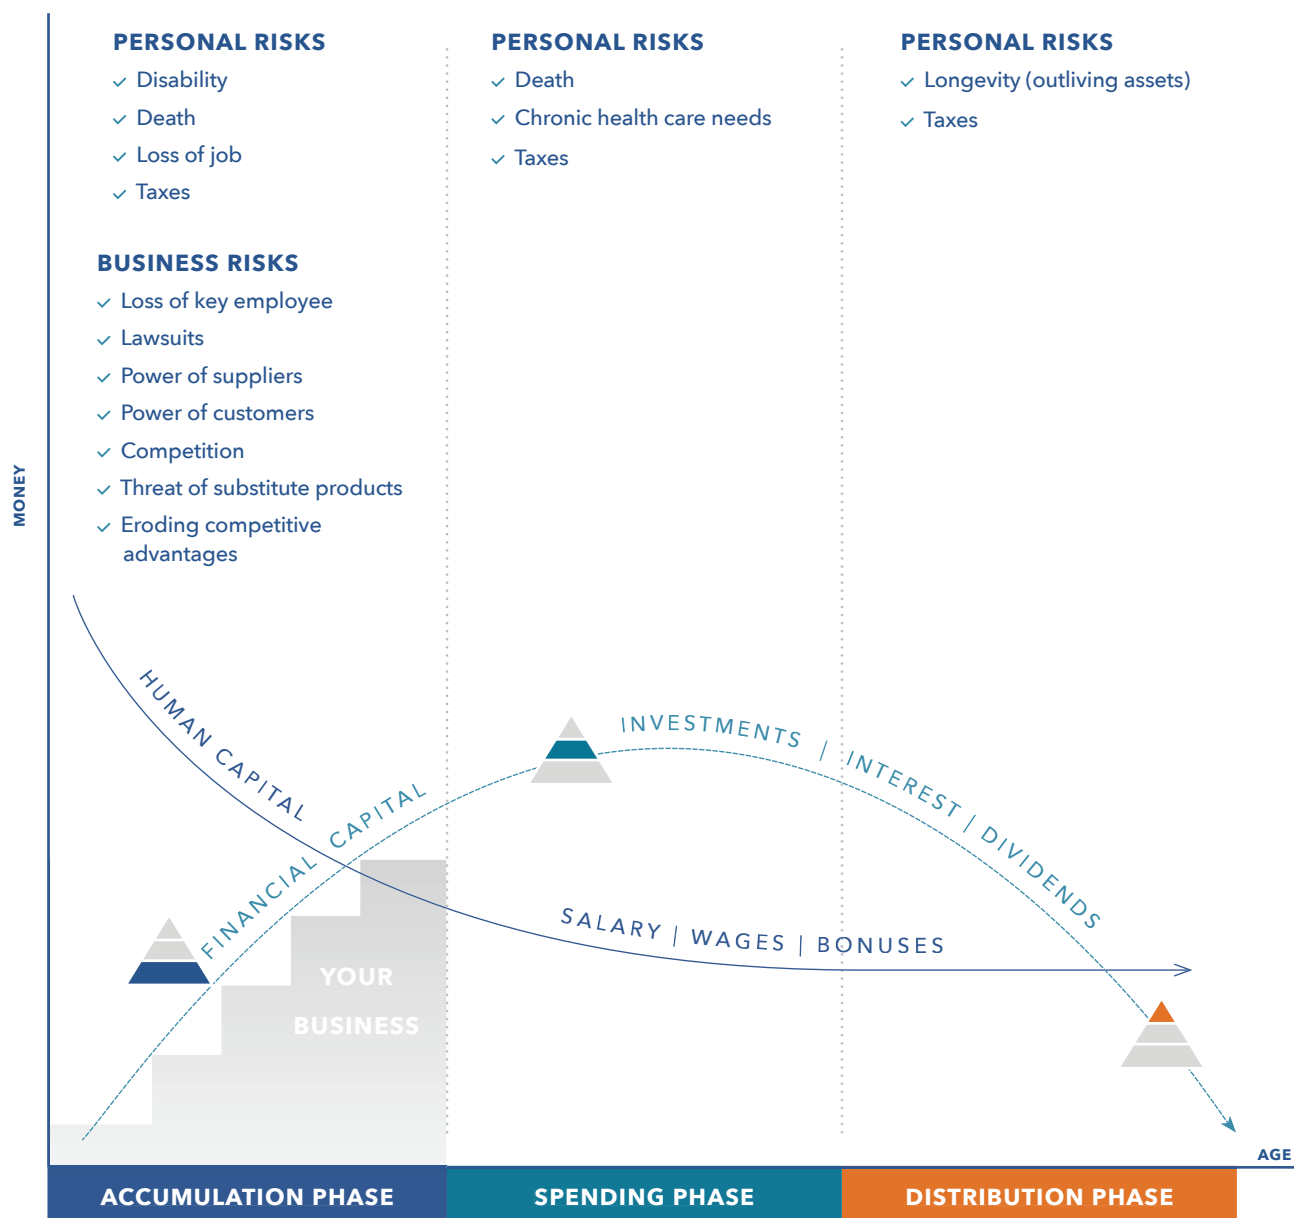 PERSONAL RISKS
Disability
Death
Loss of job
Taxes
BUSINESS RISKS
Loss of key employee
Lawsuits
Power of suppliers
Power of customers
Competition
Threat of substitute products
Eroding competitive
advantages
PERSONAL RISKS
Death
Chronic health care needs
Taxes
PERSONAL RISKS
Longevity (outliving assets)
Taxes
MONEY
HUMAN CAPITAL
FINANCIAL CAPITAL
INVESTMENTS | INTEREST | DIVIDENDS
SALARY | WAGES | BONUSES
YOUR
BUSINESS
AGE
ACCUMULATION PHASE
SPENDING PHASE
DISTRIBUTION PHASE